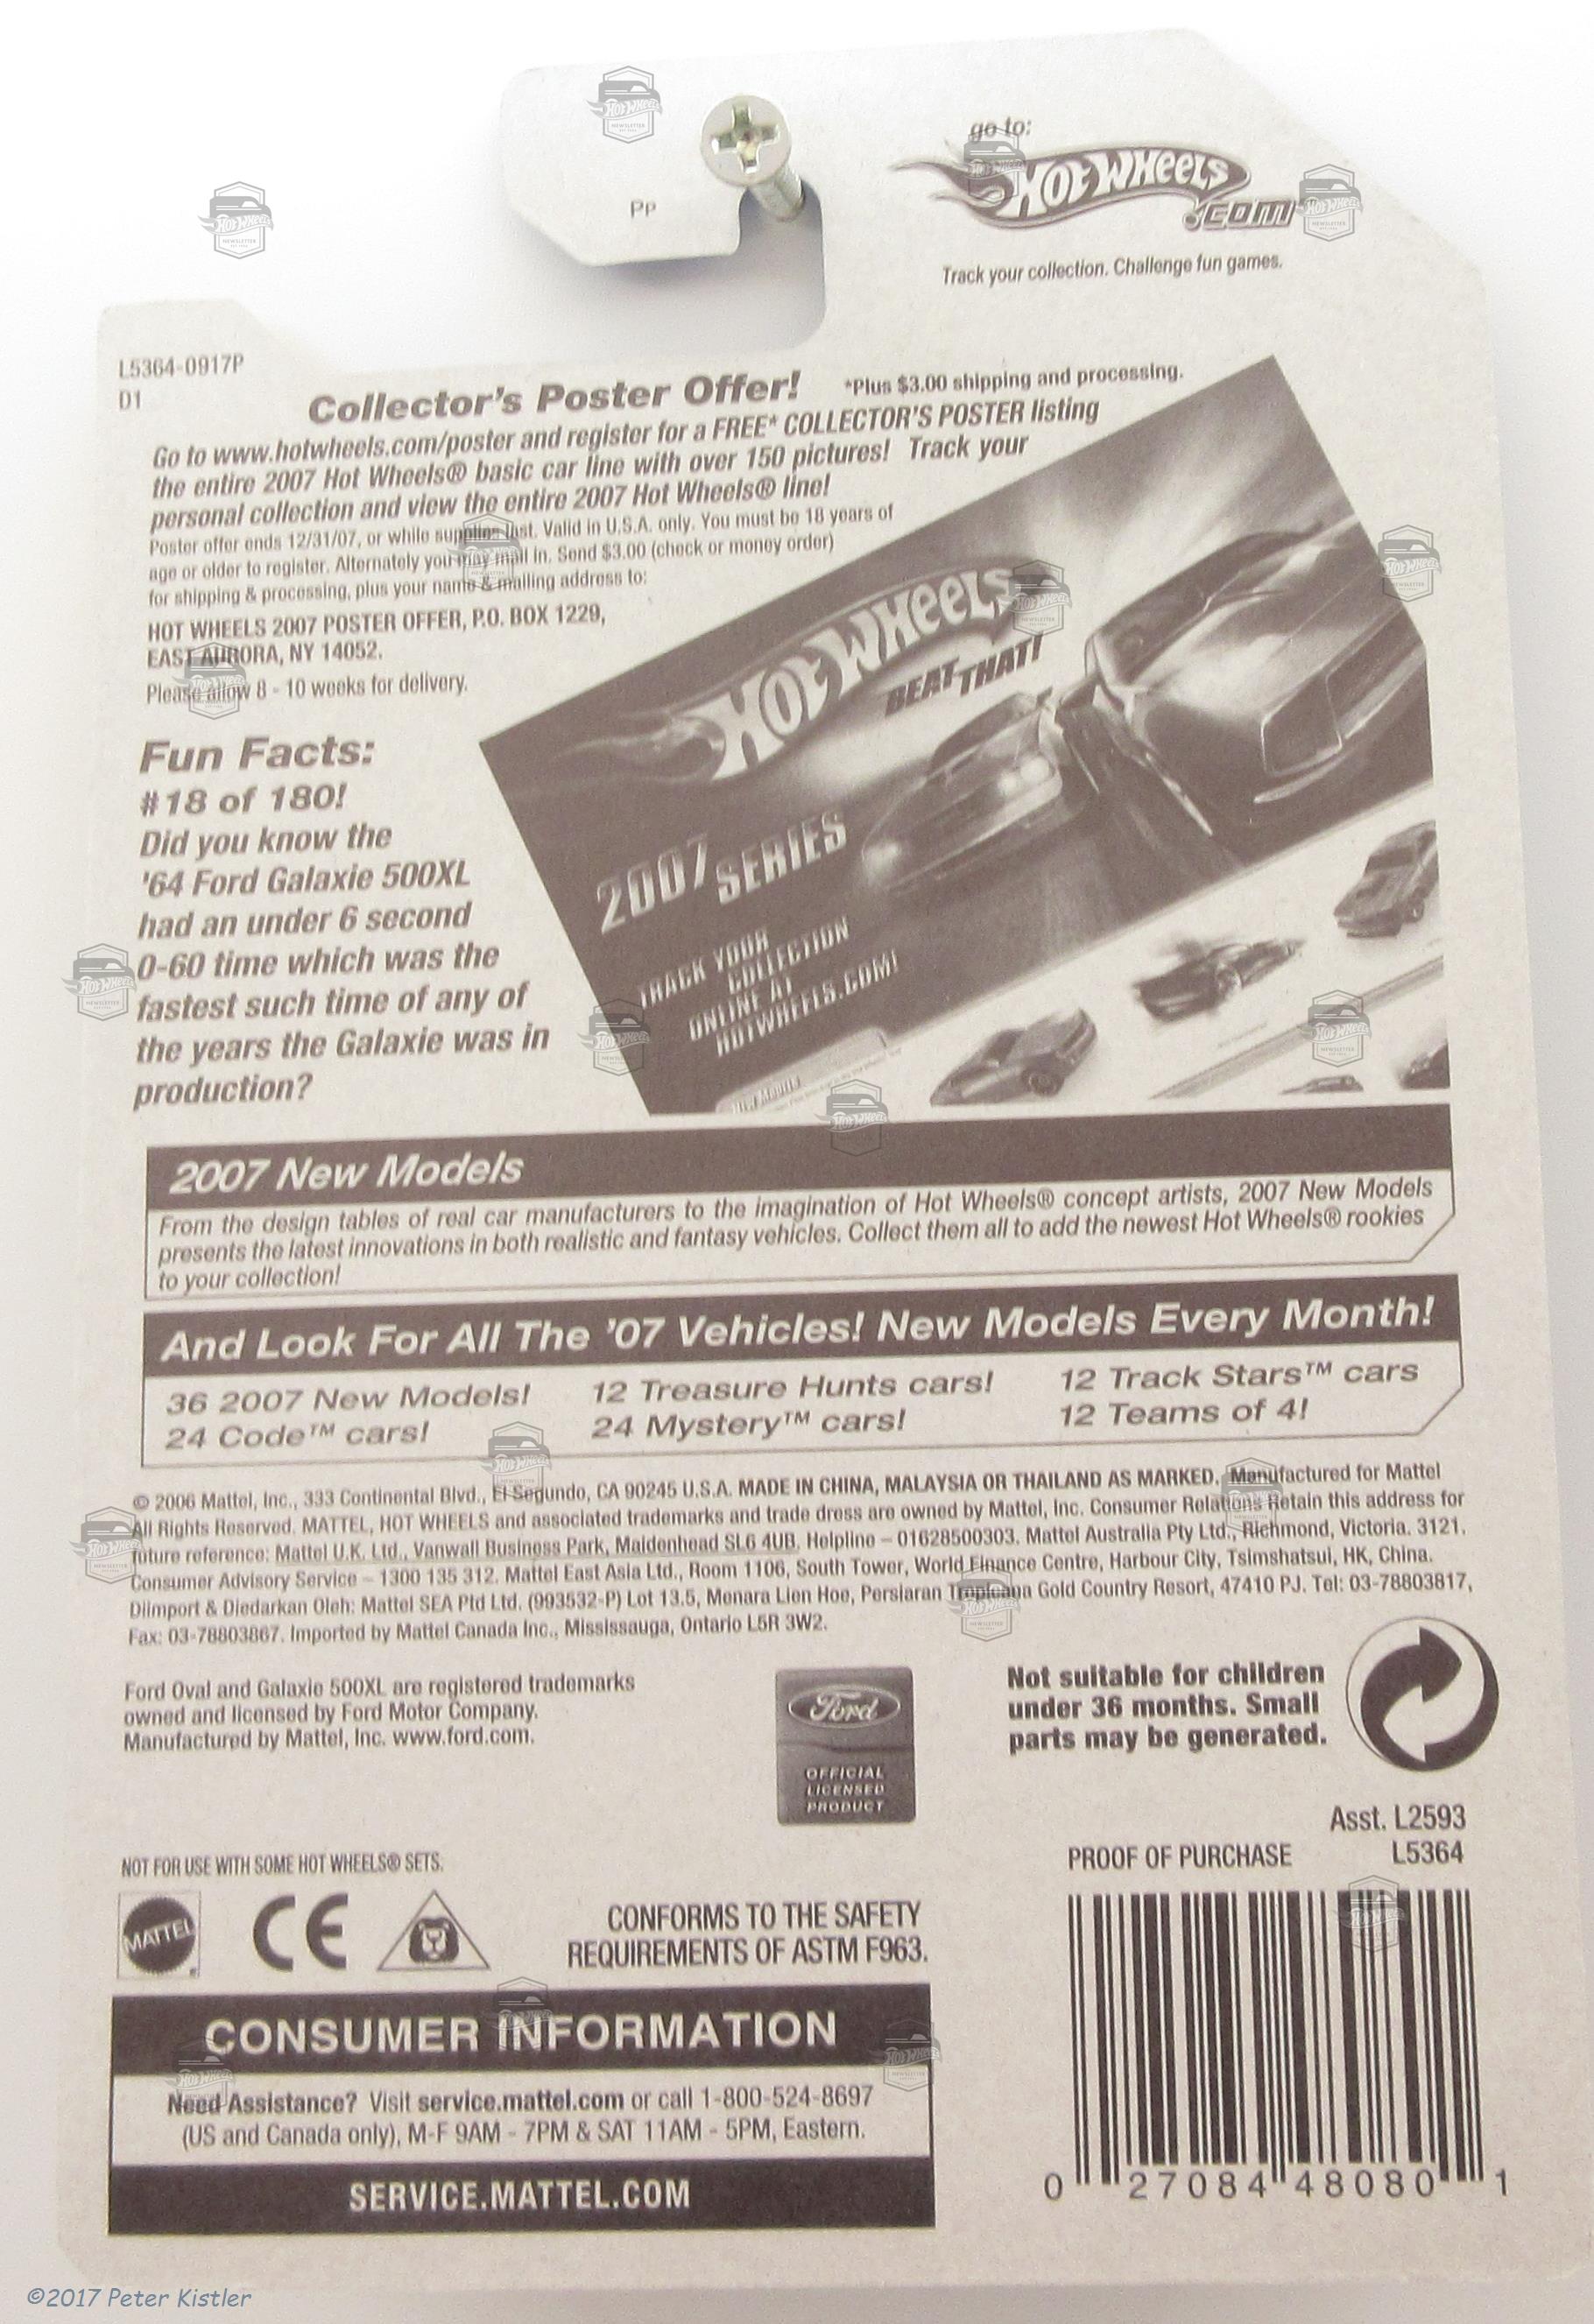 Pp
go to:
HOT WHEELS
.COM
Track your collection. Challenge fun games.
L5364-0917P
D1
Collector's Poster Offer! *Plus $3.00 shipping and processing.
Go to www.hotwheels.com/poster and register for a FREE* COLLECTOR'S POSTER listing
the entire 2007 Hot Wheels® basic car line with over 150 pictures! Track your
personal collection and view the entire 2007 Hot Wheels® line!
Poster offer ends 12/31/07, or while supplies last. Valid in U.S.A. only. You must be 18 years of
age or older to register. Alternately you may mail in. Send $3.00 (check or money order)
for shipping & processing, plus your name & mailing address to:
HOT WHEELS 2007 POSTER OFFER, P.O. BOX 1229,
EAST AURORA, NY 14052.
Please allow 8 - 10 weeks for delivery.
HOT WHEELS
BEAT THAT!
2007 SERIES
TRACK YOUR
COLLECTION
ONLINE AT
HOTWHEELS.COM!
New Models
Fun Facts:
#18 of 180!
Did you know the
'64 Ford Galaxie 500XL
had an under 6 second
0-60 time which was the
fastest such time of any of
the years the Galaxie was in
production?
2007 New Models
From the design tables of real car manufacturers to the imagination of Hot Wheels® concept artists, 2007 New Models
presents the latest innovations in both realistic and fantasy vehicles. Collect them all to add the newest Hot Wheels® rookies
to your collection!
And Look For All The '07 Vehicles! New Models Every Month!
36 2007 New Models! 12 Treasure Hunts cars! 12 Track Stars™ cars
24 Code™ cars! 24 Mystery™ cars! 12 Teams of 4!
© 2006 Mattel, Inc., 333 Continental Blvd., El Segundo, CA 90245 U.S.A. MADE IN CHINA, MALAYSIA OR THAILAND AS MARKED. Manufactured for Mattel
All Rights Reserved. MATTEL, HOT WHEELS and associated trademarks and trade dress are owned by Mattel, Inc. Consumer Relations Retain this address for
future reference: Mattel U.K. Ltd., Vanwall Business Park, Maidenhead SL6 4UB. Helpline – 01628500303. Mattel Australia Pty Ltd., Richmond, Victoria. 3121.
Consumer Advisory Service – 1300 135 312. Mattel East Asia Ltd., Room 1106, South Tower, World Finance Centre, Harbour City, Tsimshatsui, HK, China.
Diimport & Diedarkan Oleh: Mattel SEA Ptd Ltd. (993532-P) Lot 13.5, Menara Lien Hoe, Persiaran Tropicana Gold Country Resort, 47410 PJ. Tel: 03-78803817,
Fax: 03-78803867. Imported by Mattel Canada Inc., Mississauga, Ontario L5R 3W2.
Ford Oval and Galaxie 500XL are registered trademarks
owned and licensed by Ford Motor Company.
Manufactured by Mattel, Inc. www.ford.com.
Ford
OFFICIAL
LICENSED
PRODUCT
Not suitable for children
under 36 months. Small
parts may be generated.
Asst. L2593
PROOF OF PURCHASE L5364
NOT FOR USE WITH SOME HOT WHEELS® SETS.
MATTEL
CE
CONFORMS TO THE SAFETY
REQUIREMENTS OF ASTM F963.
CONSUMER INFORMATION
Need Assistance? Visit service.mattel.com or call 1-800-524-8697
(US and Canada only), M-F 9AM - 7PM & SAT 11AM - 5PM, Eastern.
SERVICE.MATTEL.COM
0 27084 48080 1
©2017 Peter Kistler